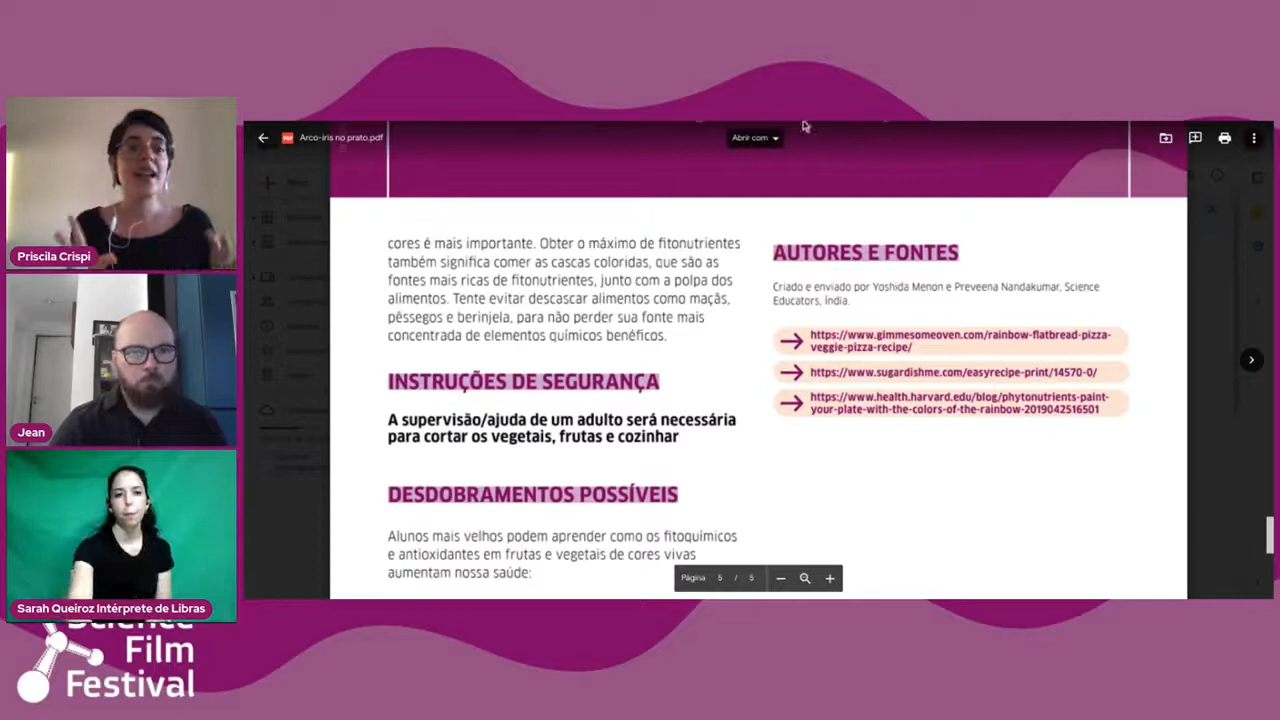 Priscila Crispi
Jean
Sarah Queiroz Intérprete de Libras
Science
Film
Festival
Arco-íris no prato.pdf
Abrir com
cores é mais importante. Obter o máximo de fitonutrientes
também significa comer as cascas coloridas, que são as
fontes mais ricas de fitonutrientes, junto com a polpa dos
alimentos. Tente evitar descascar alimentos como maçãs,
pêssegos e berinjela, para não perder sua fonte mais
concentrada de elementos químicos benéficos.
INSTRUÇÕES DE SEGURANÇA
A supervisão/ajuda de um adulto será necessária
para cortar os vegetais, frutas e cozinhar
DESDOBRAMENTOS POSSÍVEIS
Alunos mais velhos podem aprender como os fitoquímicos
e antioxidantes em frutas e vegetais de cores vivas
aumentam nossa saúde:
AUTORES E FONTES
Criado e enviado por Yoshida Menon e Preveena Nandakumar, Science
Educators, Índia.
https://www.gimmesomeoven.com/rainbow-flatbread-pizza-
veggie-pizza-recipe/
https://www.sugardishme.com/easyrecipe-print/14570-0/
https://www.health.harvard.edu/blog/phytonutrients-paint-
your-plate-with-the-colors-of-the-rainbow-2019042516501
Página 5 / 5